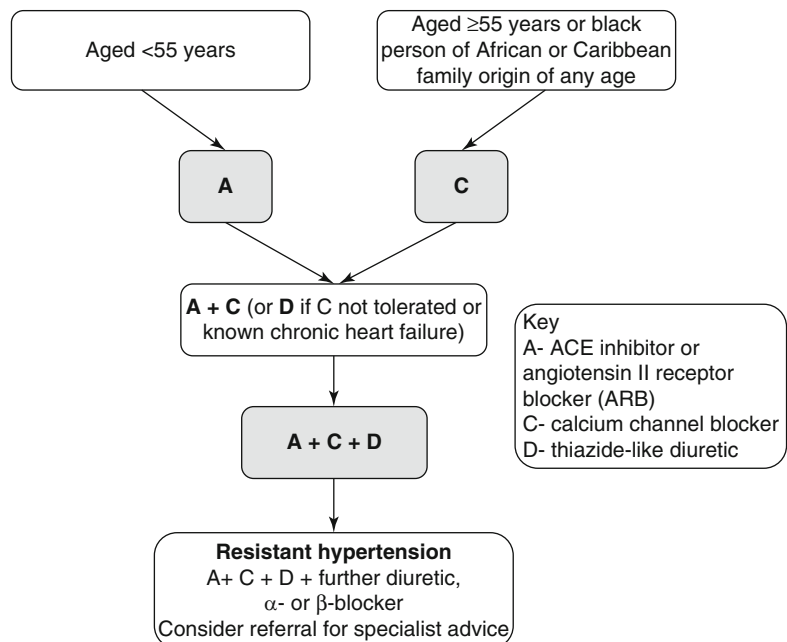 Aged <55 years
Aged ≥55 years or black
person of African or Caribbean
family origin of any age
A
C
A + C (or D if C not tolerated or
known chronic heart failure)
Key
A- ACE inhibitor or
angiotensin II receptor
blocker (ARB)
C- calcium channel blocker
D- thiazide-like diuretic
A + C + D
Resistant hypertension
A+ C + D + further diuretic,
α- or β-blocker
Consider referral for specialist advice